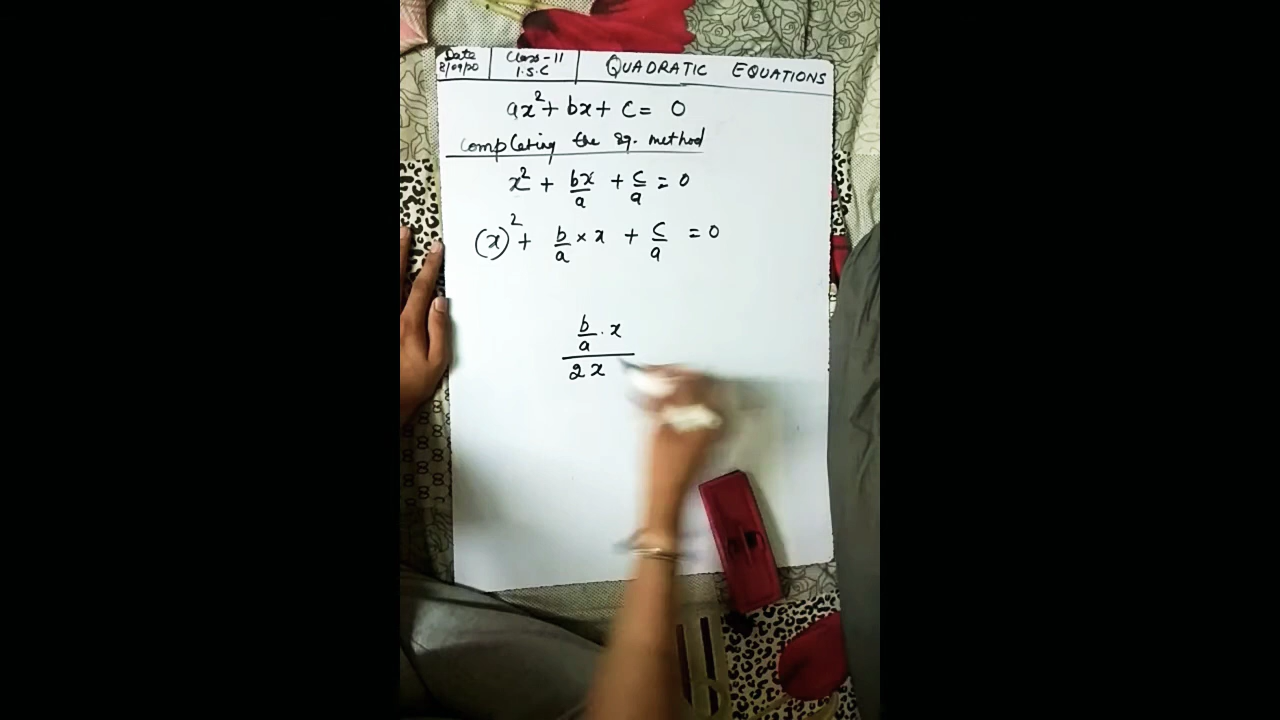 Date
8/09/20
Class-11
I.S.C
QUADRATIC EQUATIONS
ax² + bx + c = 0
completing the sq. method
x² + bx/a + c/a = 0
(x)² + b/a × x + c/a = 0
b/a . x
2x